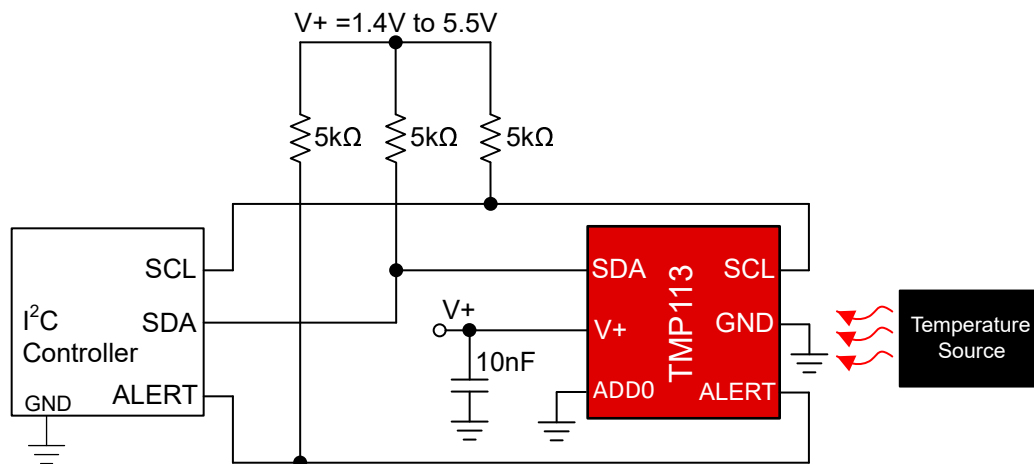 V+ =1.4V to 5.5V
5kΩ
5kΩ
5kΩ
SCL
SDA
I²C
Controller
ALERT
GND
V+
10nF
SDA
SCL
V+
TMP113
GND
ADD0
ALERT
Temperature
Source